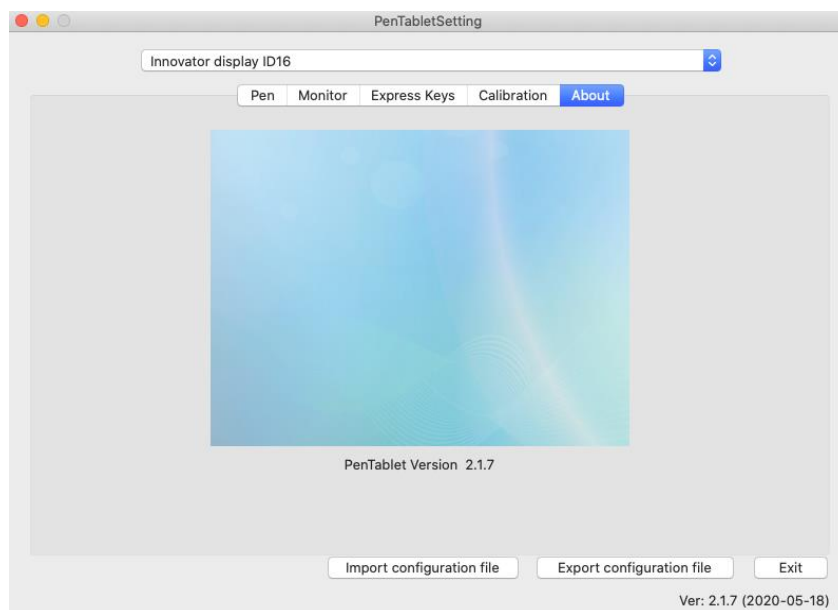 PenTabletSetting
Innovator display ID16
Pen Monitor Express Keys Calibration About
PenTablet Version 2.1.7
Import configuration file Export configuration file Exit
Ver: 2.1.7 (2020-05-18)